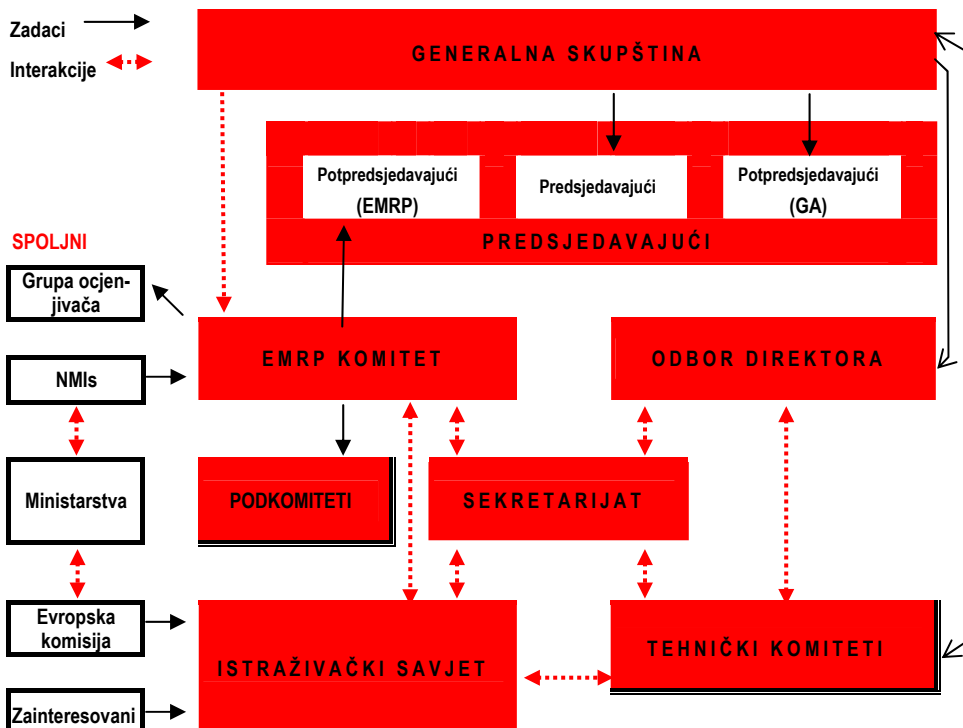 Zadaci
Interakcije
GENERALNA SKUPŠTINA
Potpredsjedavajući
(EMRP)
Predsjedavajući
Potpredsjedavajući
(GA)
PREDSJEDAVAJUĆI
SPOLJNI
Grupa ocjen-
jivača
EMRP KOMITET
ODBOR DIREKTORA
NMIs
Ministarstva
PODKOMITETI
SEKRETARIJAT
Evropska
komisija
ISTRAŽIVAČKI SAVJET
TEHNIČKI KOMITETI
Zainteresovani